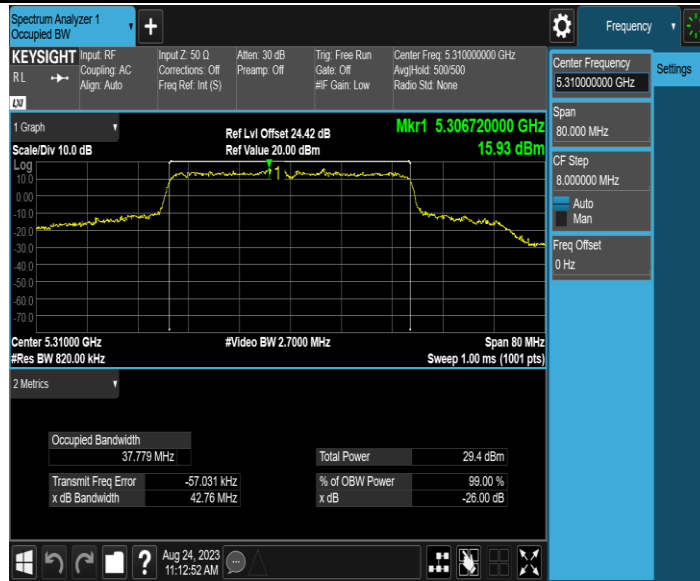 Spectrum Analyzer 1
Occupied BW
+
Frequency
KEYSIGHT
RL
LXI
Input: RF
Coupling: AC
Align: Auto
Input Z: 50 Ω
Corrections: Off
Freq Ref: Int (S)
Atten: 30 dB
Preamp: Off
Trig: Free Run
Gate: Off
#IF Gain: Low
Center Freq: 5.310000000 GHz
Avg|Hold: 500/500
Radio Std: None
Center Frequency
5.310000000 GHz
Settings
Span
80.000 MHz
CF Step
8.000000 MHz
Auto
Man
Freq Offset
0 Hz
1 Graph
Ref Lvl Offset 24.42 dB
Mkr1 5.306720000 GHz
Scale/Div 10.0 dB
Ref Value 20.00 dBm
15.93 dBm
Log
10.0
0.00
-10.0
-20.0
-30.0
-40.0
-50.0
-60.0
-70.0
1
Center 5.31000 GHz
#Video BW 2.7000 MHz
Span 80 MHz
#Res BW 820.00 kHz
Sweep 1.00 ms (1001 pts)
2 Metrics
Occupied Bandwidth
37.779 MHz
Total Power 29.4 dBm
Transmit Freq Error -57.031 kHz
% of OBW Power 99.00 %
x dB Bandwidth 42.76 MHz
x dB -26.00 dB
?
Aug 24, 2023
11:12:52 AM